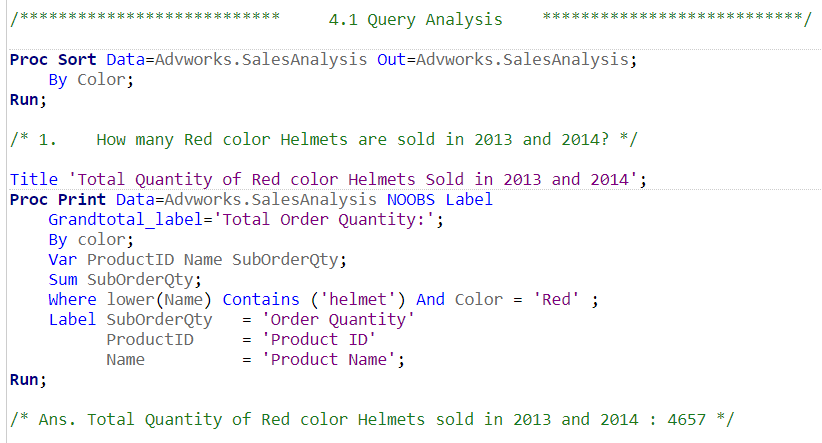 /***************************     4.1 Query Analysis    ***************************/
Proc Sort Data=Advworks.SalesAnalysis Out=Advworks.SalesAnalysis;
    By Color;
Run;
/* 1.    How many Red color Helmets are sold in 2013 and 2014? */
Title 'Total Quantity of Red color Helmets Sold in 2013 and 2014';
Proc Print Data=Advworks.SalesAnalysis NOOBS Label
    Grandtotal_label='Total Order Quantity:';
    By color;
    Var ProductID Name SubOrderQty;
    Sum SubOrderQty;
    Where lower(Name) Contains ('helmet') And Color = 'Red' ;
    Label SubOrderQty   = 'Order Quantity'
          ProductID     = 'Product ID'
          Name          = 'Product Name';
Run;
/* Ans. Total Quantity of Red color Helmets sold in 2013 and 2014 : 4657 */